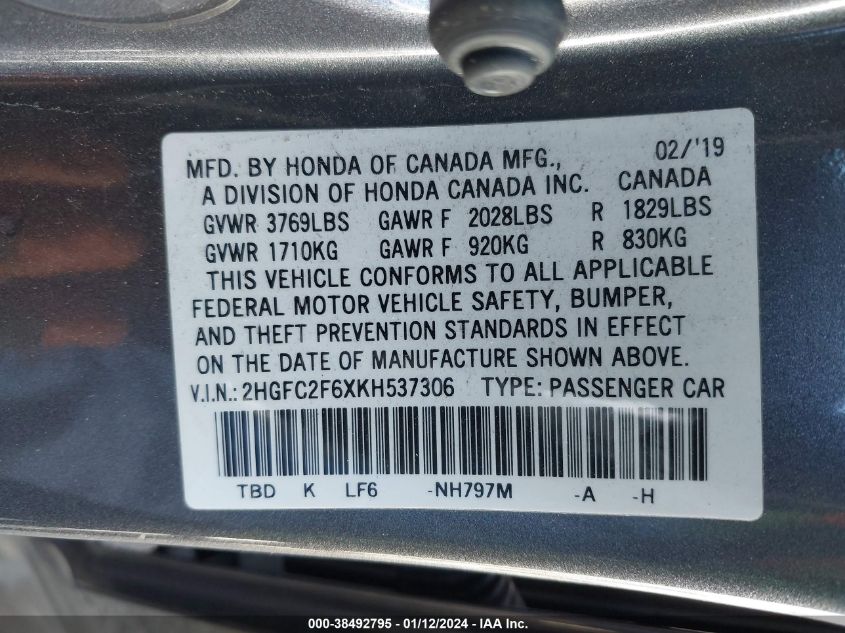 MFD. BY HONDA OF CANADA MFG., 02/'19
A DIVISION OF HONDA CANADA INC. CANADA
GVWR 3769LBS GAWR F 2028LBS R 1829LBS
GVWR 1710KG GAWR F 920KG R 830KG
THIS VEHICLE CONFORMS TO ALL APPLICABLE
FEDERAL MOTOR VEHICLE SAFETY, BUMPER,
AND THEFT PREVENTION STANDARDS IN EFFECT
ON THE DATE OF MANUFACTURE SHOWN ABOVE.
V.I.N.: 2HGFC2F6XKH537306 TYPE: PASSENGER CAR
TBD K LF6 -NH797M -A -H
000-38492795 - 01/12/2024 - IAA Inc.